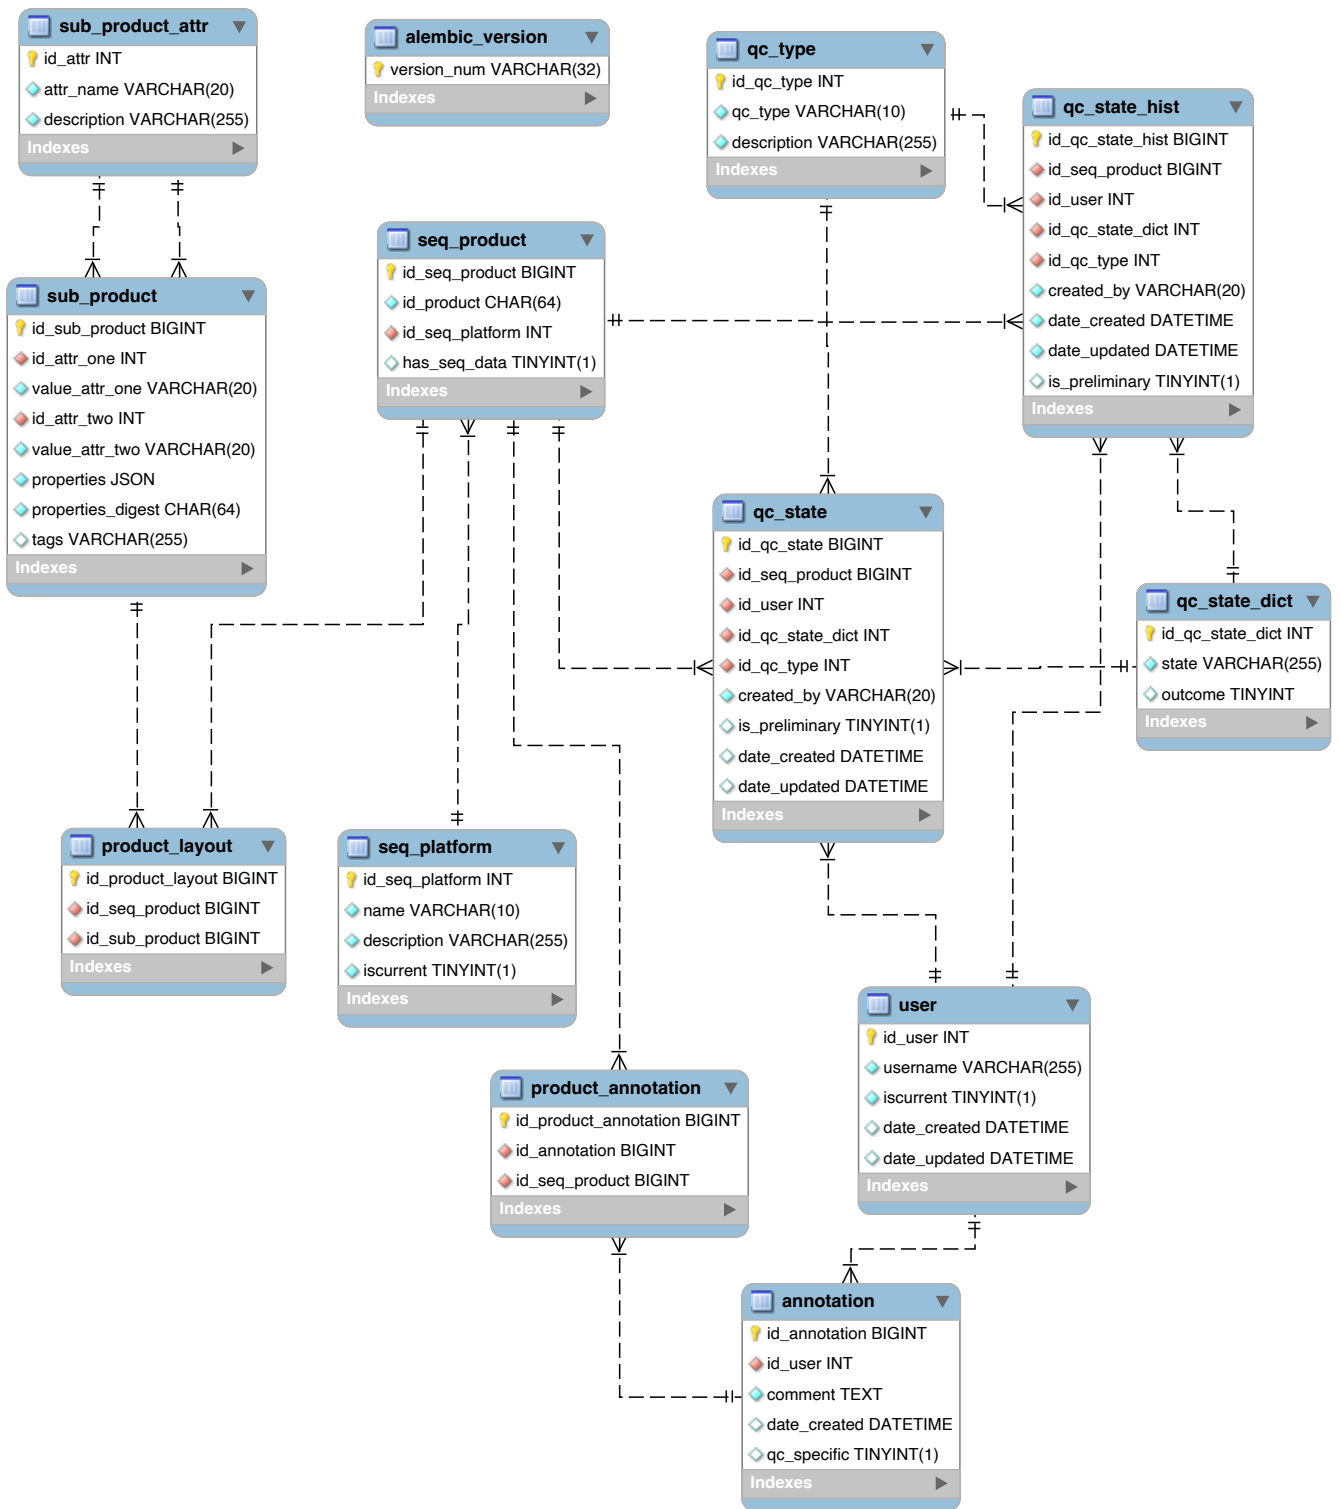 sub_product_attr
id_attr INT
attr_name VARCHAR(20)
description VARCHAR(255)
Indexes
alembic_version
version_num VARCHAR(32)
Indexes
qc_type
id_qc_type INT
qc_type VARCHAR(10)
description VARCHAR(255)
Indexes
qc_state_hist
id_qc_state_hist BIGINT
id_seq_product BIGINT
id_user INT
id_qc_state_dict INT
id_qc_type INT
created_by VARCHAR(20)
date_created DATETIME
date_updated DATETIME
is_preliminary TINYINT(1)
Indexes
seq_product
id_seq_product BIGINT
id_product CHAR(64)
id_seq_platform INT
has_seq_data TINYINT(1)
Indexes
sub_product
id_sub_product BIGINT
id_attr_one INT
value_attr_one VARCHAR(20)
id_attr_two INT
value_attr_two VARCHAR(20)
properties JSON
properties_digest CHAR(64)
tags VARCHAR(255)
Indexes
qc_state
id_qc_state BIGINT
id_seq_product BIGINT
id_user INT
id_qc_state_dict INT
id_qc_type INT
created_by VARCHAR(20)
is_preliminary TINYINT(1)
date_created DATETIME
date_updated DATETIME
Indexes
qc_state_dict
id_qc_state_dict INT
state VARCHAR(255)
outcome TINYINT
Indexes
product_layout
id_product_layout BIGINT
id_seq_product BIGINT
id_sub_product BIGINT
Indexes
seq_platform
id_seq_platform INT
name VARCHAR(10)
description VARCHAR(255)
iscurrent TINYINT(1)
Indexes
user
id_user INT
username VARCHAR(255)
iscurrent TINYINT(1)
date_created DATETIME
date_updated DATETIME
Indexes
product_annotation
id_product_annotation BIGINT
id_annotation BIGINT
id_seq_product BIGINT
Indexes
annotation
id_annotation BIGINT
id_user INT
comment TEXT
date_created DATETIME
qc_specific TINYINT(1)
Indexes